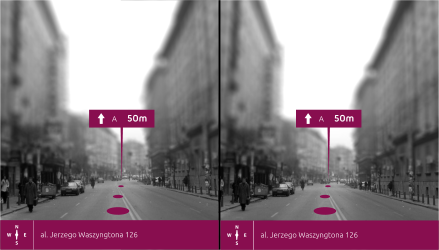 A 50m
A 50m
N
W E
S
al. Jerzego Waszyngtona 126
N
W E
S
al. Jerzego Waszyngtona 126